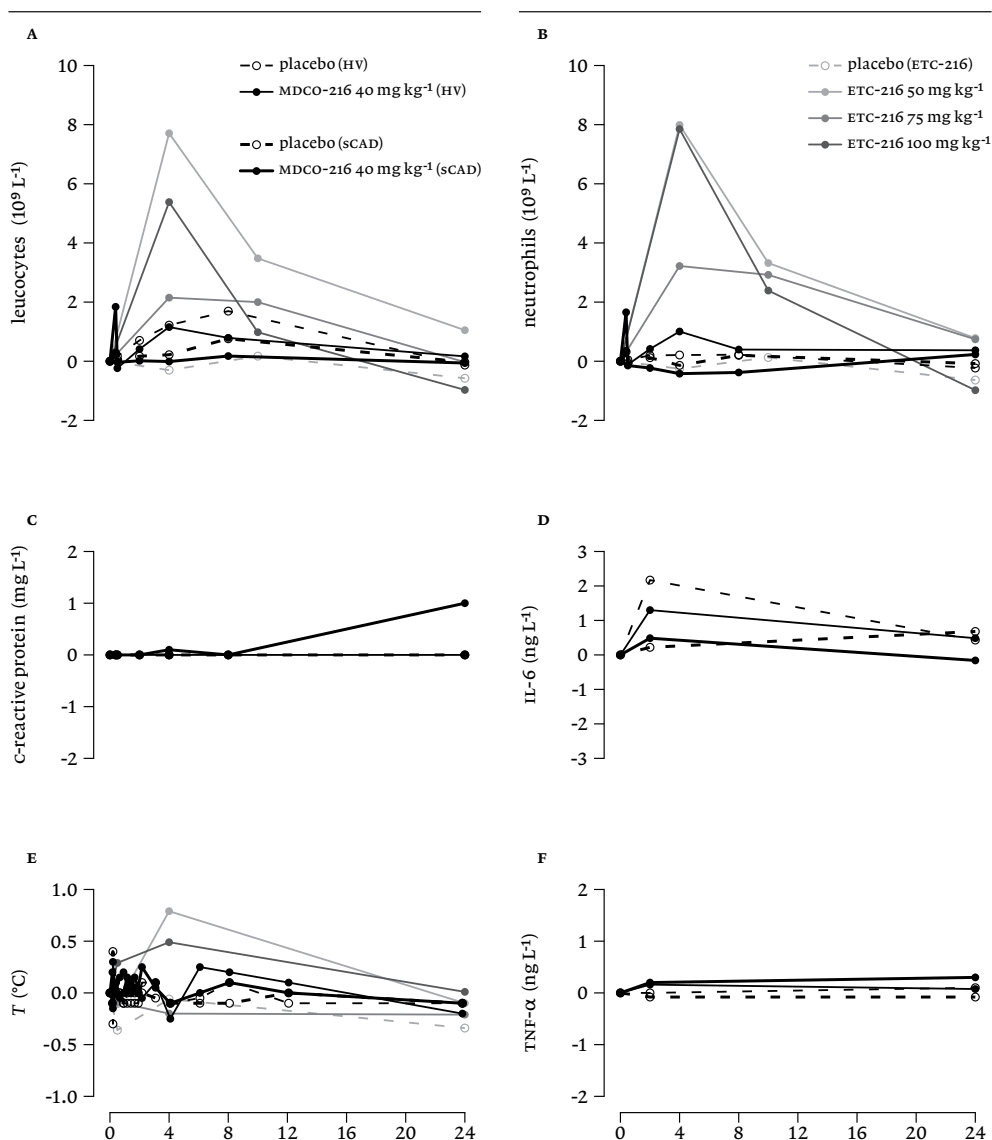 A
placebo (HV)
MDCO-216 40 mg kg-1 (HV)
placebo (sCAD)
MDCO-216 40 mg kg-1 (sCAD)
leucocytes (10⁹ L-1)
10
8
6
4
2
0
-2
B
placebo (ETC-216)
ETC-216 50 mg kg-1
ETC-216 75 mg kg-1
ETC-216 100 mg kg-1
neutrophils (10⁹ L-1)
10
8
6
4
2
0
-2
C
c-reactive protein (mg L-1)
2
1
0
-1
-2
D
IL-6 (ng L-1)
3
2
1
0
-1
-2
-3
E
T (°C)
1.0
0.5
0.0
-0.5
-1.0
0 4 8 12 16 20 24
F
TNF-α (ng L-1)
2
1
0
-1
-2
0 4 8 12 16 20 24